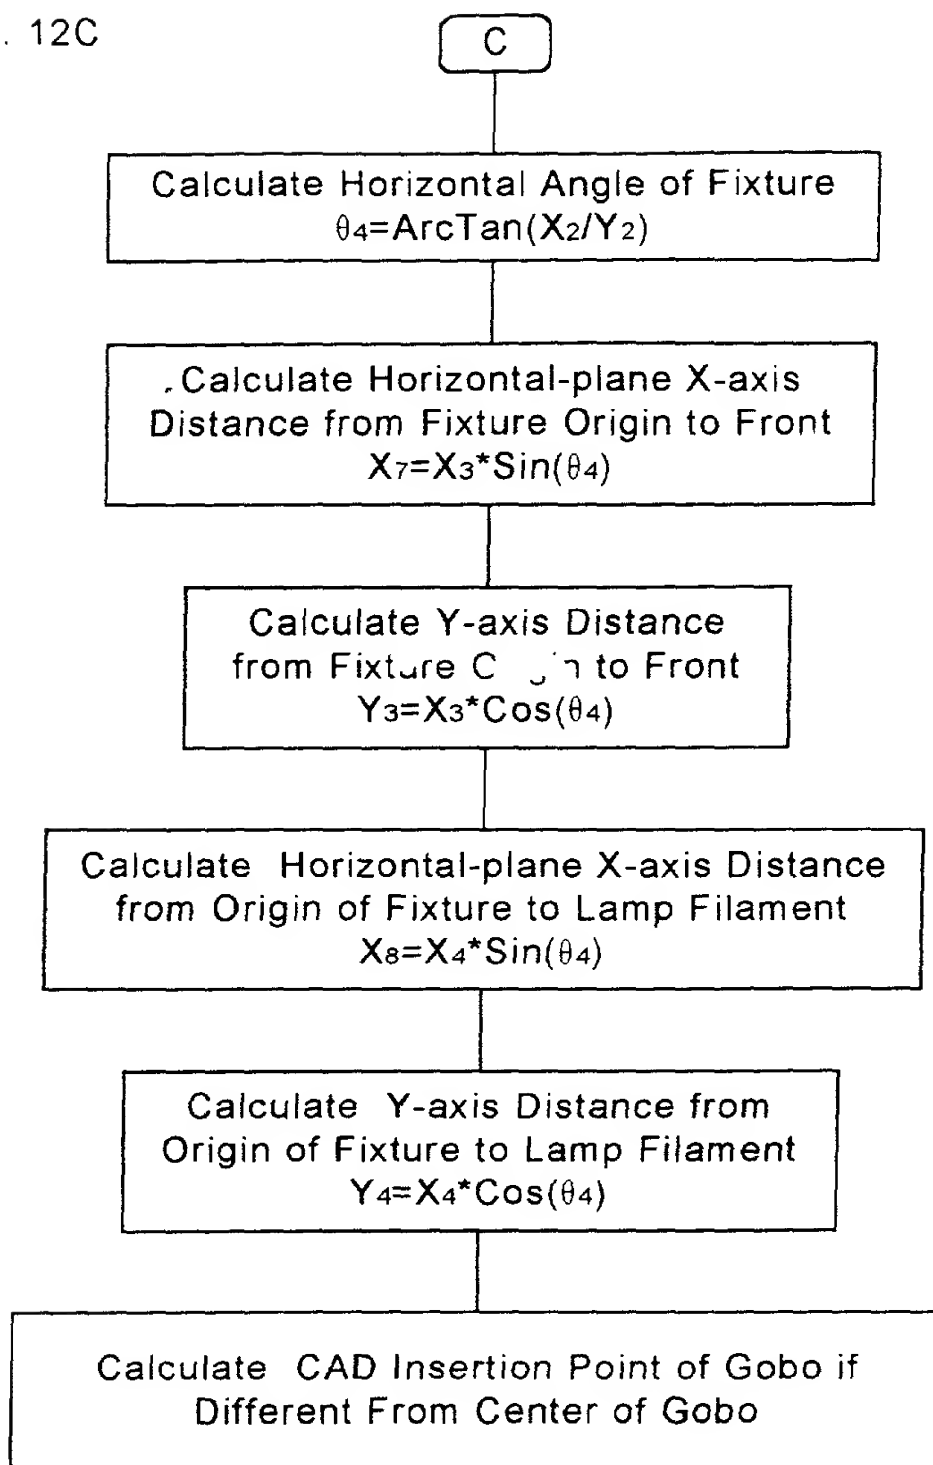 . 12C
C
Calculate Horizontal Angle of Fixture
θ4=ArcTan(X2/Y2)
Calculate Horizontal-plane X-axis
Distance from Fixture Origin to Front
X7=X3*Sin(θ4)
Calculate Y-axis Distance
from Fixture to Front
Y3=X3*Cos(θ4)
Calculate Horizontal-plane X-axis Distance
from Origin of Fixture to Lamp Filament
X8=X4*Sin(θ4)
Calculate Y-axis Distance from
Origin of Fixture to Lamp Filament
Y4=X4*Cos(θ4)
Calculate CAD Insertion Point of Gobo if
Different From Center of Gobo